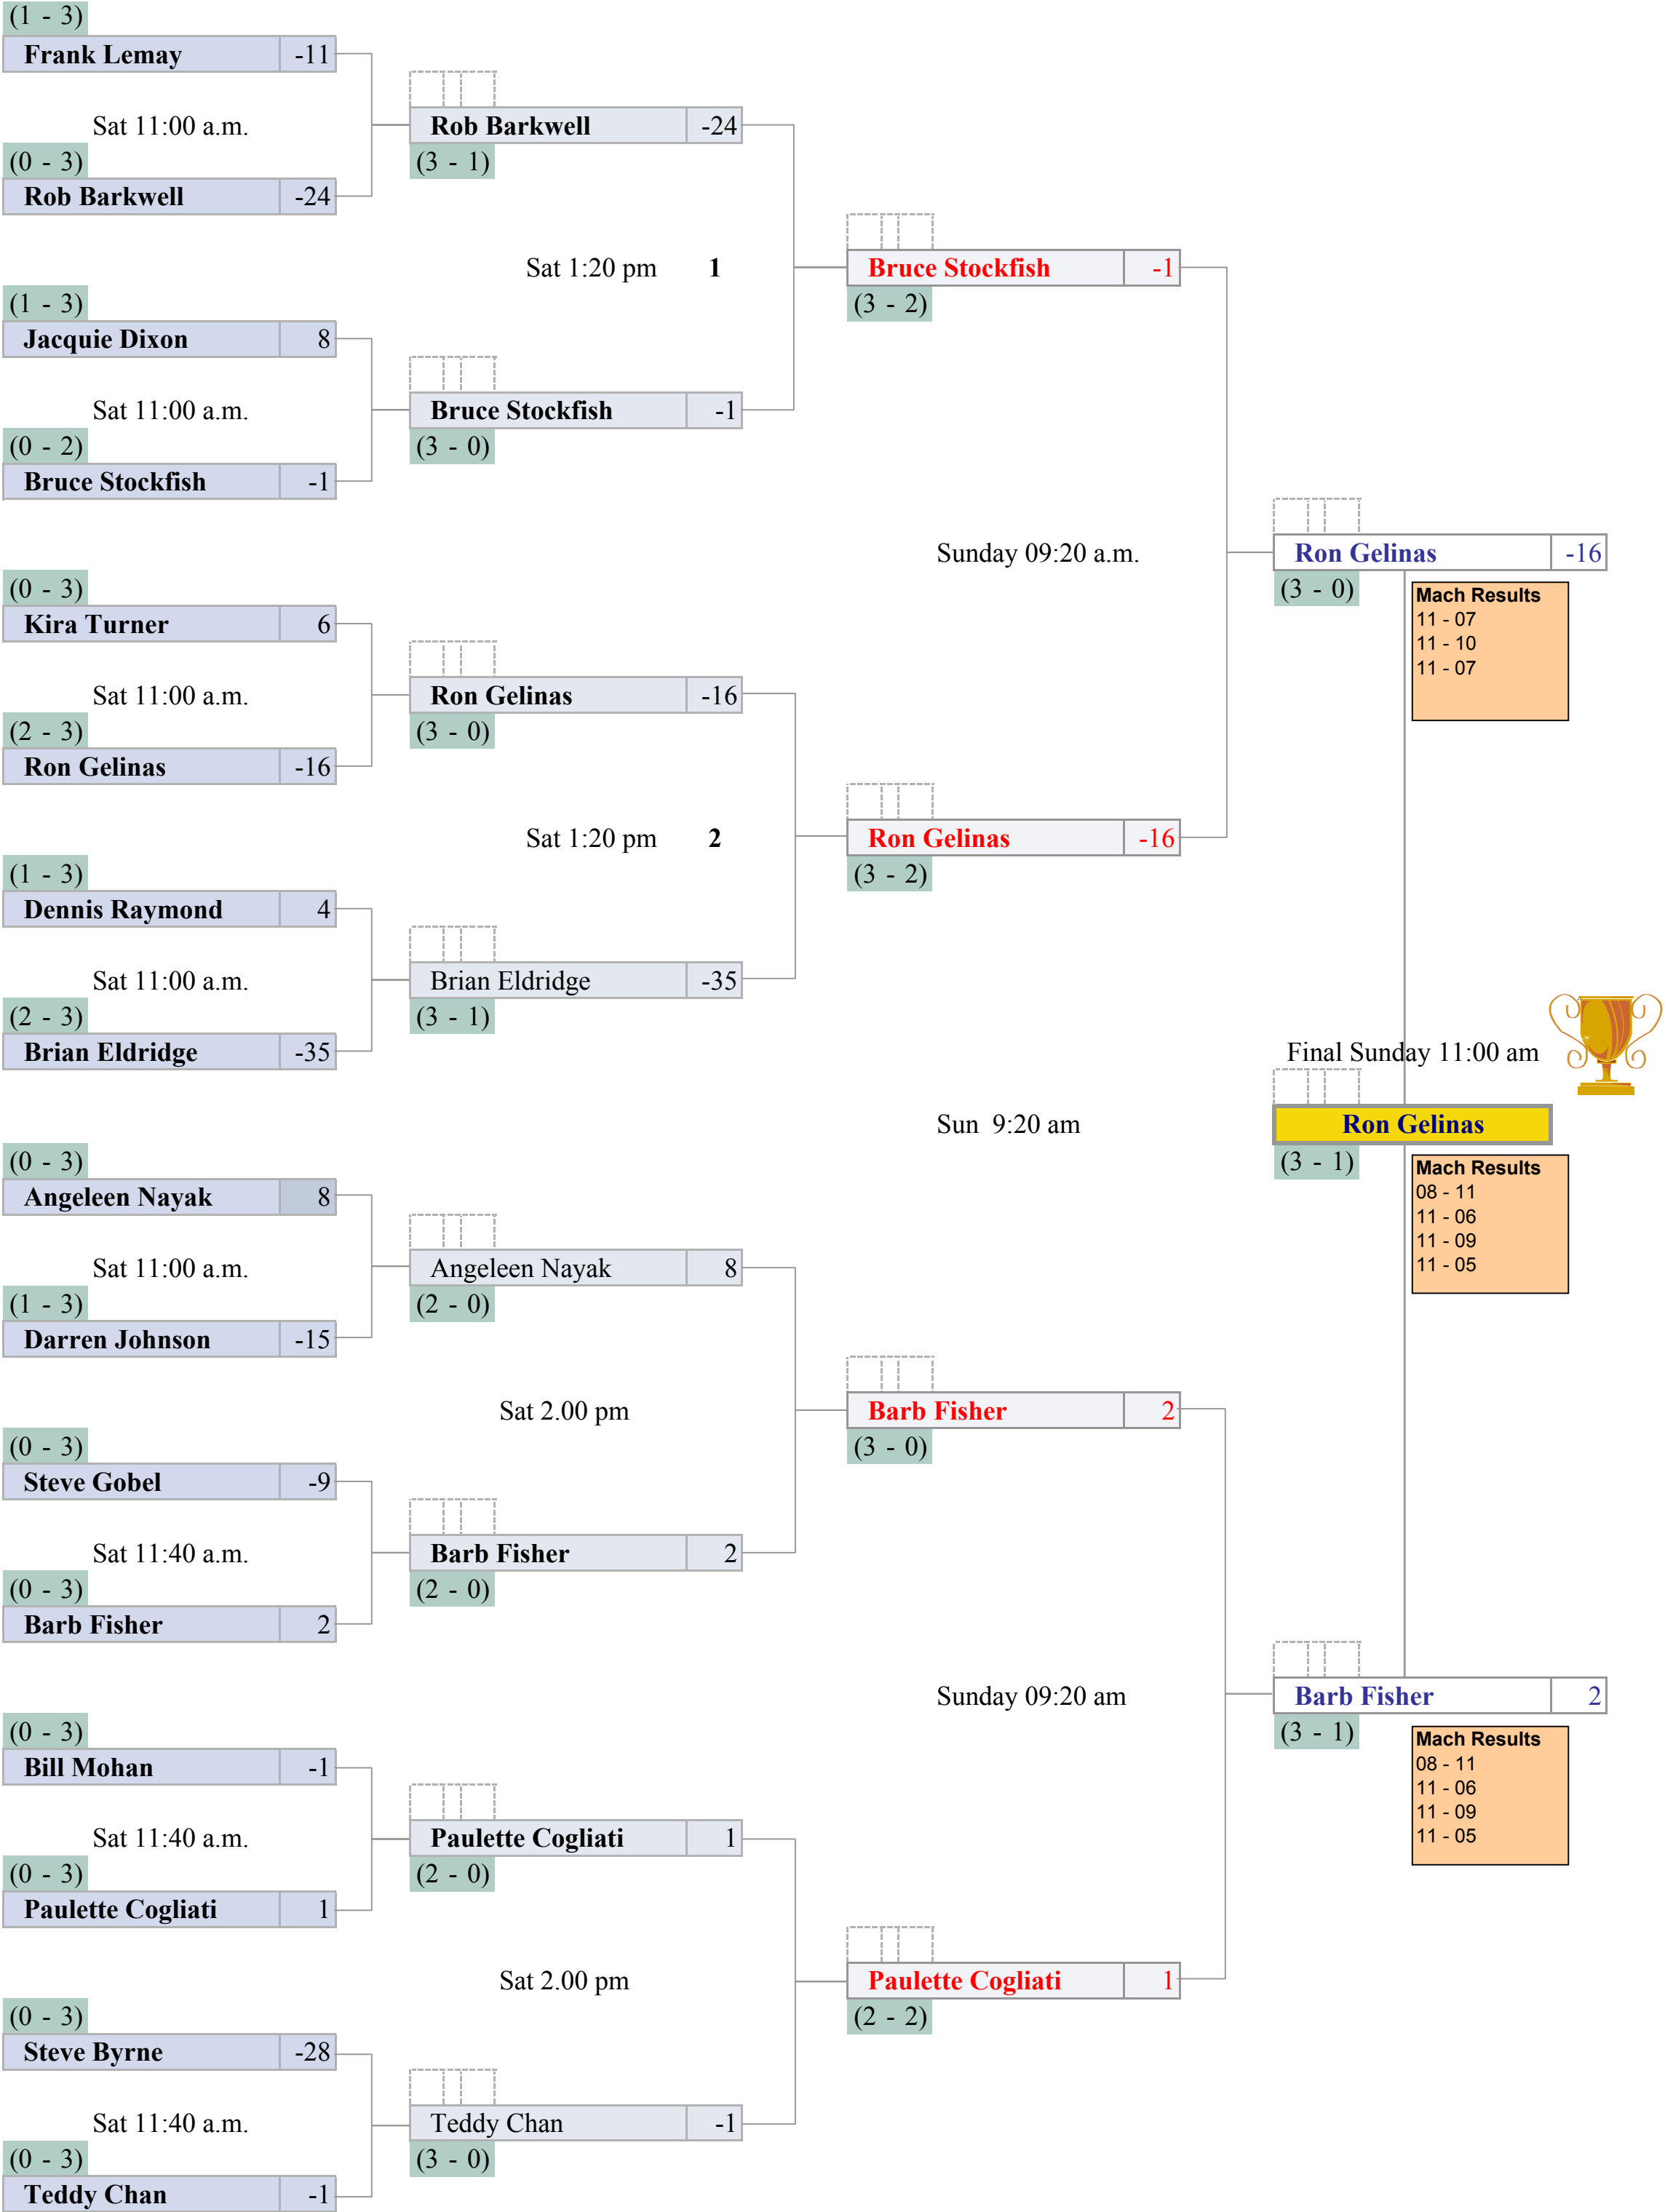 (1 - 3)
Frank Lemay -11
Sat 11:00 a.m.
(0 - 3)
Rob Barkwell -24
(1 - 3)
Jacquie Dixon 8
Sat 11:00 a.m.
(0 - 2)
Bruce Stockfish -1
(0 - 3)
Kira Turner 6
Sat 11:00 a.m.
(2 - 3)
Ron Gelinas -16
(1 - 3)
Dennis Raymond 4
Sat 11:00 a.m.
(2 - 3)
Brian Eldridge -35
(0 - 3)
Angeleen Nayak 8
Sat 11:00 a.m.
(1 - 3)
Darren Johnson -15
(0 - 3)
Steve Gobel -9
Sat 11:40 a.m.
(0 - 3)
Barb Fisher 2
(0 - 3)
Bill Mohan -1
Sat 11:40 a.m.
(0 - 3)
Paulette Cogliati 1
(0 - 3)
Steve Byrne -28
Sat 11:40 a.m.
(0 - 3)
Teddy Chan -1
Rob Barkwell -24
(3 - 1)
Sat 1:20 pm 1
Bruce Stockfish -1
(3 - 0)
Ron Gelinas -16
(3 - 0)
Sat 1:20 pm 2
Brian Eldridge -35
(3 - 1)
Angeleen Nayak 8
(2 - 0)
Sat 2.00 pm
Barb Fisher 2
(2 - 0)
Paulette Cogliati 1
(2 - 0)
Sat 2.00 pm
Teddy Chan -1
(3 - 0)
Bruce Stockfish -1
(3 - 2)
Sunday 09:20 a.m.
Ron Gelinas -16
(3 - 2)
Sun 9:20 am
Barb Fisher 2
(3 - 0)
Sunday 09:20 am
Paulette Cogliati 1
(2 - 2)
Ron Gelinas -16
(3 - 0)
Mach Results
11 - 07
11 - 10
11 - 07
Final Sunday 11:00 am
Ron Gelinas
(3 - 1)
Mach Results
08 - 11
11 - 06
11 - 09
11 - 05
Barb Fisher 2
(3 - 1)
Mach Results
08 - 11
11 - 06
11 - 09
11 - 05